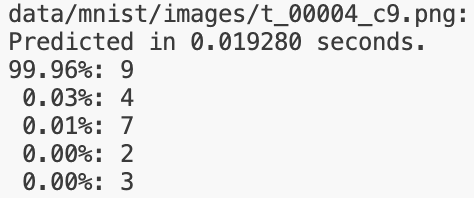 data/mnist/images/t_00004_c9.png:
Predicted in 0.019280 seconds.
99.96%: 9
0.03%: 4
0.01%: 7
0.00%: 2
0.00%: 3